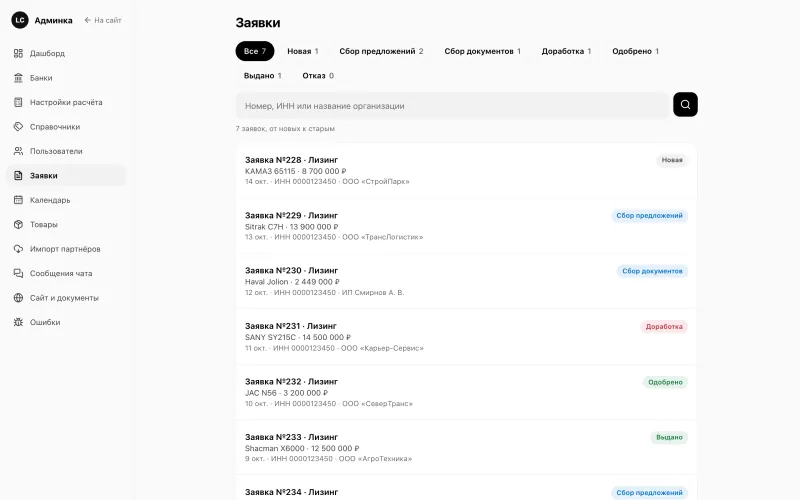 LC Админка ← На сайт
Дашборд
Банки
Настройки расчёта
Справочники
Пользователи
Заявки
Календарь
Товары
Импорт партнёров
Сообщения чата
Сайт и документы
Ошибки
Заявки
Все 7 Новая 1 Сбор предложений 2 Сбор документов 1 Доработка 1 Одобрено 1
Выдано 1 Отказ 0
Номер, ИНН или название организации
7 заявок, от новых к старым
Заявка №228 · Лизинг Новая
КАМАЗ 65115 · 8 700 000 ₽
14 окт. · ИНН 0000123450 · ООО «СтройПарк»
Заявка №229 · Лизинг Сбор предложений
Sitrak C7H · 13 900 000 ₽
13 окт. · ИНН 0000123450 · ООО «ТрансЛогистик»
Заявка №230 · Лизинг Сбор документов
Haval Jolion · 2 449 000 ₽
12 окт. · ИНН 0000123450 · ИП Смирнов А. В.
Заявка №231 · Лизинг Доработка
SANY SY215C · 14 500 000 ₽
11 окт. · ИНН 0000123450 · ООО «Карьер-Сервис»
Заявка №232 · Лизинг Одобрено
JAC N56 · 3 200 000 ₽
10 окт. · ИНН 0000123450 · ООО «СеверТранс»
Заявка №233 · Лизинг Выдано
Shacman X6000 · 12 500 000 ₽
9 окт. · ИНН 0000123450 · ООО «АгроТехника»
Заявка №234 · Лизинг Сбор предложений